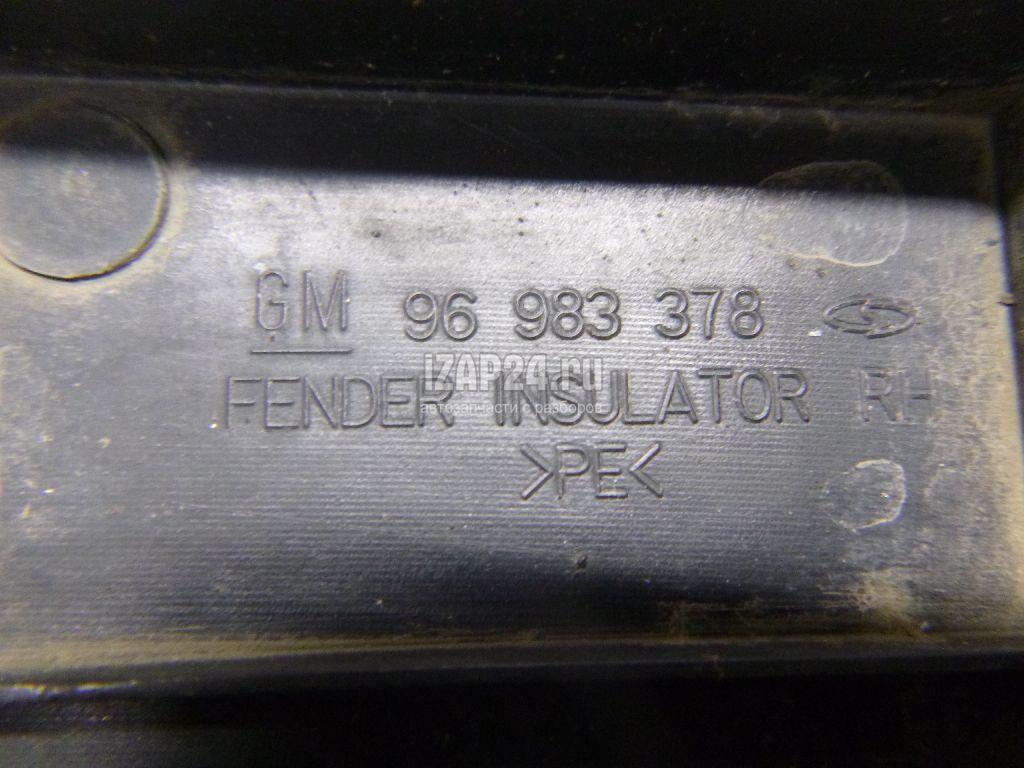 GM 96 983 378
IZAP24.ru
FENDER INSULATOR RH
автозапчасти с разборов
>PE<